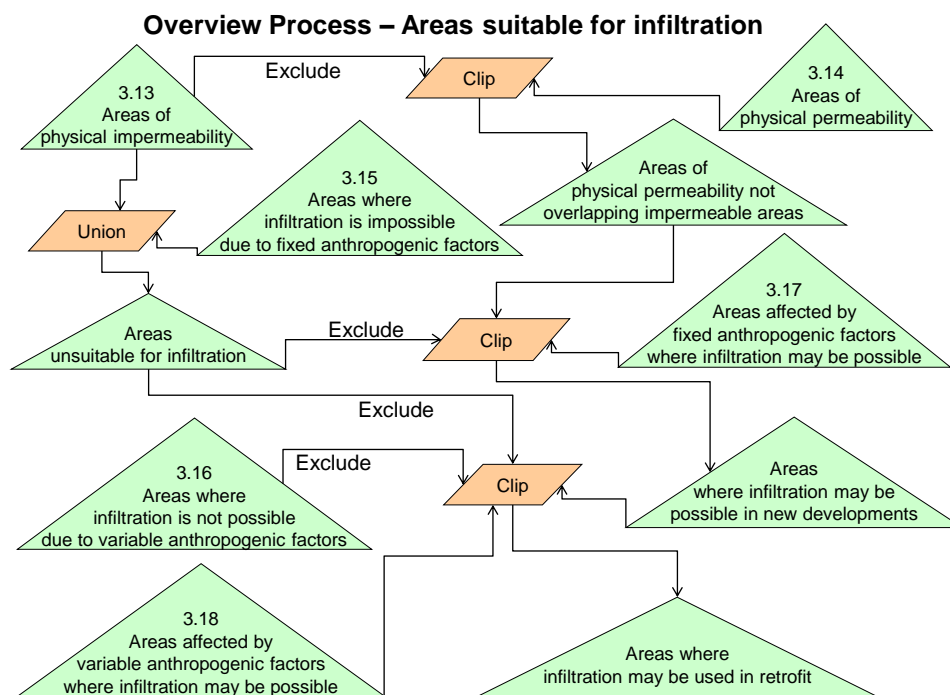 Overview Process – Areas suitable for infiltration
Exclude
Clip
3.13
Areas of
physical impermeability
3.14
Areas of
physical permeability
3.15
Areas where
infiltration is impossible
due to fixed anthropogenic factors
Areas of
physical permeability not
overlapping impermeable areas
Union
3.17
Areas affected by
fixed anthropogenic factors
where infiltration may be possible
Areas
unsuitable for infiltration
Exclude
Clip
Exclude
3.16
Areas where
infiltration is not possible
due to variable anthropogenic factors
Exclude
Clip
Areas
where infiltration may be
possible in new developments
3.18
Areas affected by
variable anthropogenic factors
where infiltration may be possible
Areas where
infiltration may be used in retrofit